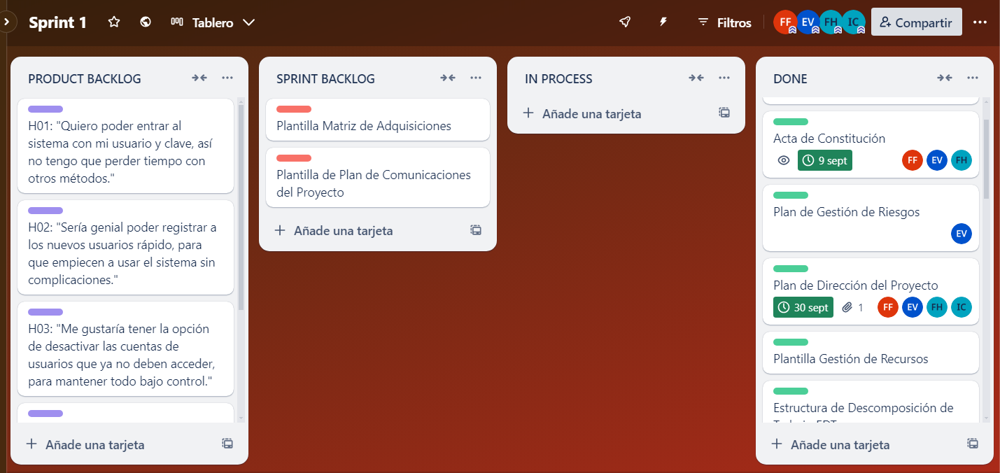 Sprint 1
Tablero
Filtros
FF
EV
FH
IC
Compartir
PRODUCT BACKLOG
H01: "Quiero poder entrar al
sistema con mi usuario y clave, así
no tengo que perder tiempo con
otros métodos."
H02: "Sería genial poder registrar a
los nuevos usuarios rápido, para
que empiecen a usar el sistema sin
complicaciones."
H03: "Me gustaría tener la opción
de desactivar las cuentas de
usuarios que ya no deben acceder,
para mantener todo bajo control."
Añade una tarjeta
SPRINT BACKLOG
Plantilla Matriz de Adquisiciones
Plantilla de Plan de Comunicaciones
del Proyecto
Añade una tarjeta
IN PROCESS
Añade una tarjeta
DONE
Acta de Constitución
9 sept
FF
EV
FH
Plan de Gestión de Riesgos
EV
Plan de Dirección del Proyecto
30 sept
1
FF
EV
FH
IC
Plantilla Gestión de Recursos
Estructura de Descomposición de
Añade una tarjeta